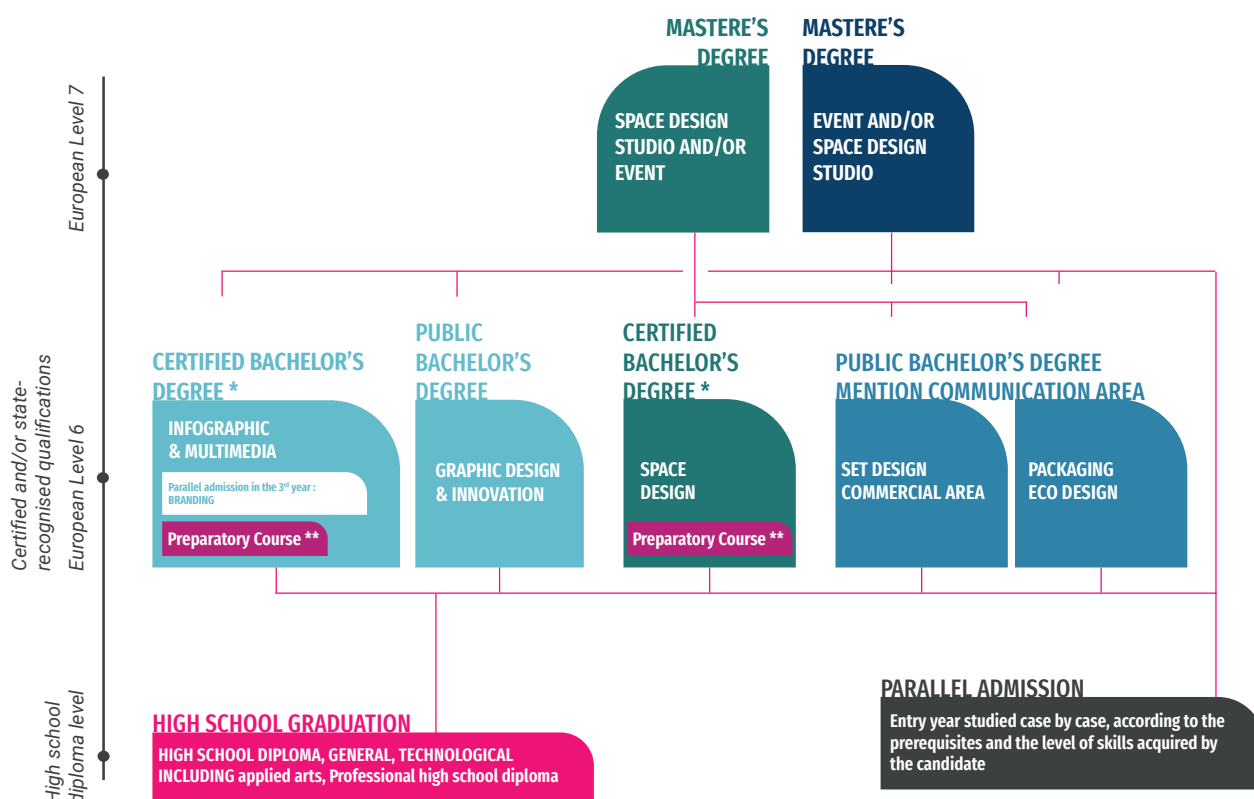 MASTERE'S
DEGREE
MASTERE'S
DEGREE
SPACE DESIGN
STUDIO AND/OR
EVENT
EVENT AND/OR
SPACE DESIGN
STUDIO
European Level 7
CERTIFIED BACHELOR'S
DEGREE *
PUBLIC
BACHELOR'S
DEGREE
CERTIFIED
BACHELOR'S
DEGREE *
PUBLIC BACHELOR'S DEGREE
MENTION COMMUNICATION AREA
INFOGRAPHIC
& MULTIMEDIA
Parallel admission in the 3rd year :
BRANDING
Preparatory Course **
GRAPHIC DESIGN
& INNOVATION
SPACE
DESIGN
Preparatory Course **
SET DESIGN
COMMERCIAL AREA
PACKAGING
ECO DESIGN
Certified and/or state-
recognised qualifications
European Level 6
HIGH SCHOOL GRADUATION
HIGH SCHOOL DIPLOMA, GENERAL, TECHNOLOGICAL
INCLUDING applied arts, Professional high school diploma
PARALLEL ADMISSION
Entry year studied case by case, according to the
prerequisites and the level of skills acquired by
the candidate
High school
diploma level